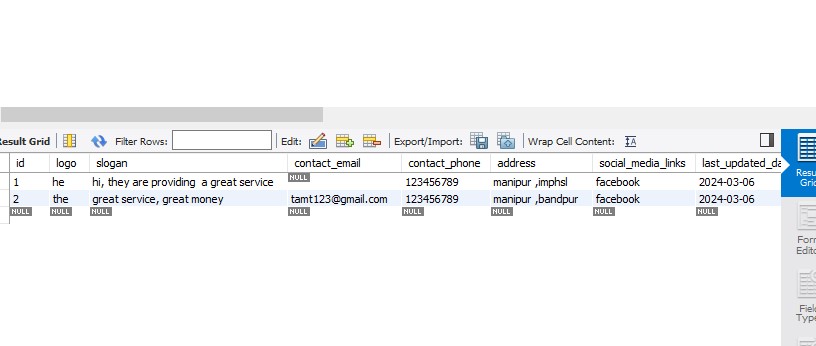 Result Grid Filter Rows: Edit: Export/Import: Wrap Cell Content:
id logo slogan contact_email contact_phone address social_media_links last_updated_da
1 he hi, they are providing a great service NULL 123456789 manipur ,imphsl facebook 2024-03-06
2 the great service, great money tamt123@gmail.com 123456789 manipur ,bandpur facebook 2024-03-06
NULL NULL NULL NULL NULL NULL NULL NULL
Resu
Grid
Form
Edito
Field
Type